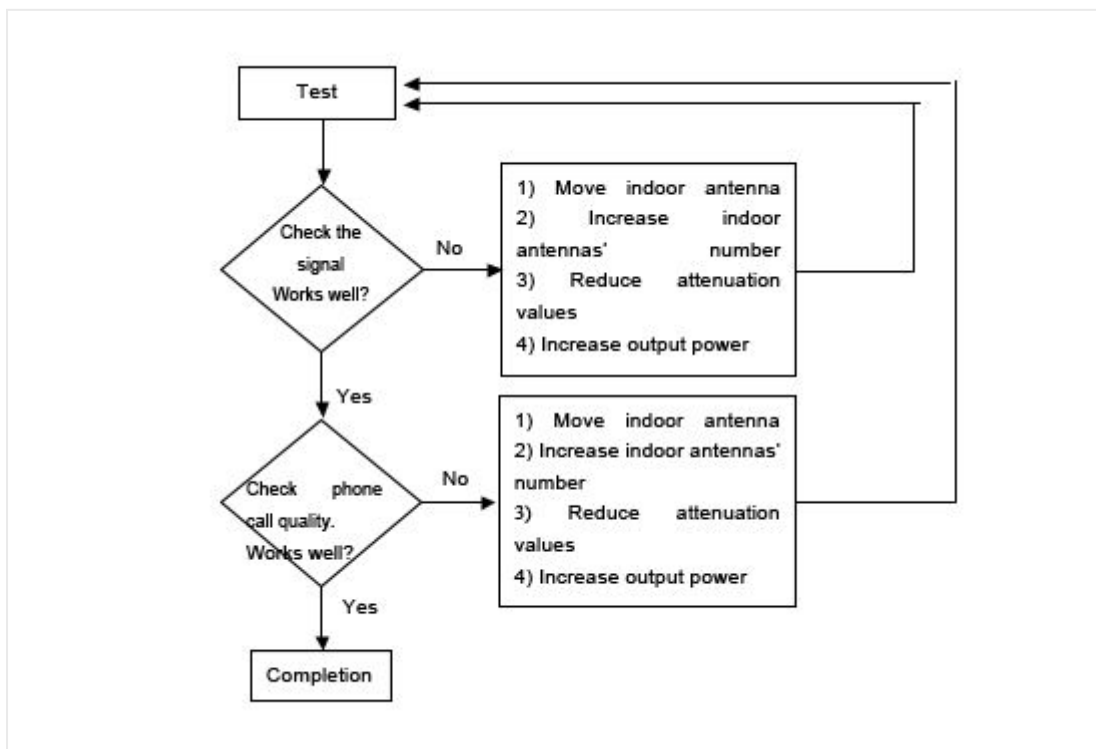 Test
Check the
signal
Works well?
No
1) Move indoor antenna
2) Increase indoor
antennas' number
3) Reduce attenuation
values
4) Increase output power
Yes
Check phone
call quality.
Works well?
No
1) Move indoor antenna
2) Increase indoor antennas'
number
3) Reduce attenuation
values
4) Increase output power
Yes
Completion